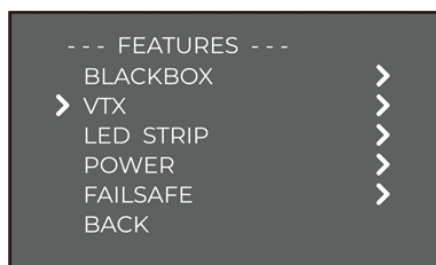 - - - FEATURES - - -
BLACKBOX >
> VTX >
LED STRIP >
POWER >
FAILSAFE >
BACK